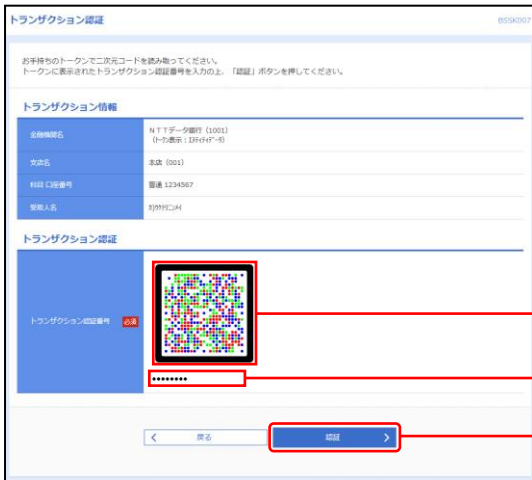 トランザクション認証
BSSK007
お手持ちのトークンで二次元コードを読み取ってください。
トークンに表示されたトランザクション認証番号を入力の上、「認証」ボタンを押してください。
トランザクション情報
金融機関名
NTTデータ銀行 (1001)
支店名
本店 (001)
科目 口座番号
普通 1234567
受取人名
トランザクション認証
トランザクション認証番号 必須
••••••••
戻る
認証